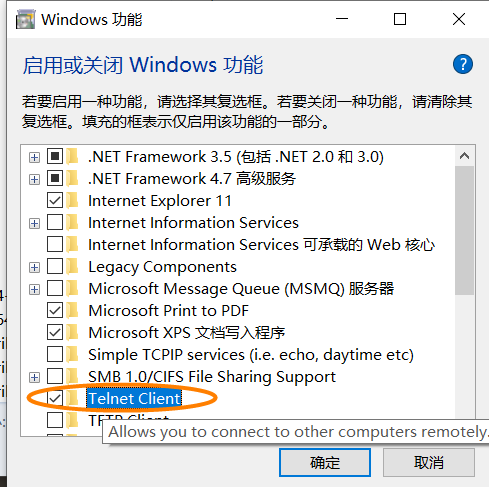 Windows 功能
启用或关闭 Windows 功能
若要启用一种功能，请选择其复选框。若要关闭一种功能，请清除其
复选框。填充的框表示仅启用该功能的一部分。
.NET Framework 3.5 (包括 .NET 2.0 和 3.0)
.NET Framework 4.7 高级服务
Internet Explorer 11
Internet Information Services
Internet Information Services 可承载的 Web 核心
Legacy Components
Microsoft Message Queue (MSMQ) 服务器
Microsoft Print to PDF
Microsoft XPS 文档写入程序
Simple TCPIP services (i.e. echo, daytime etc)
SMB 1.0/CIFS File Sharing Support
Telnet Client
TFTP Client
Allows you to connect to other computers remotely.
确定
取消